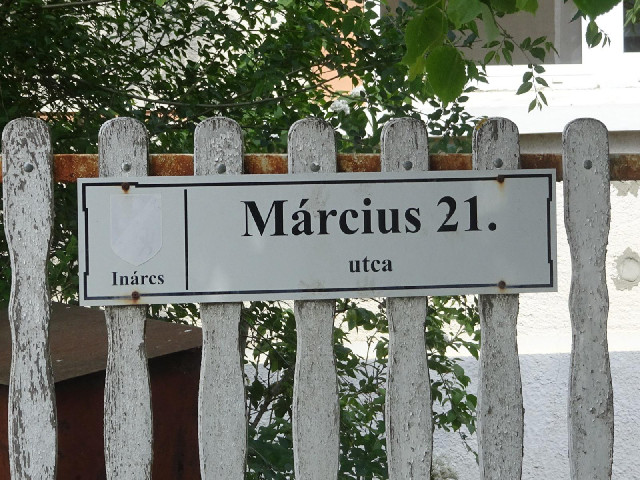 Március 21.
utca
Inárcs